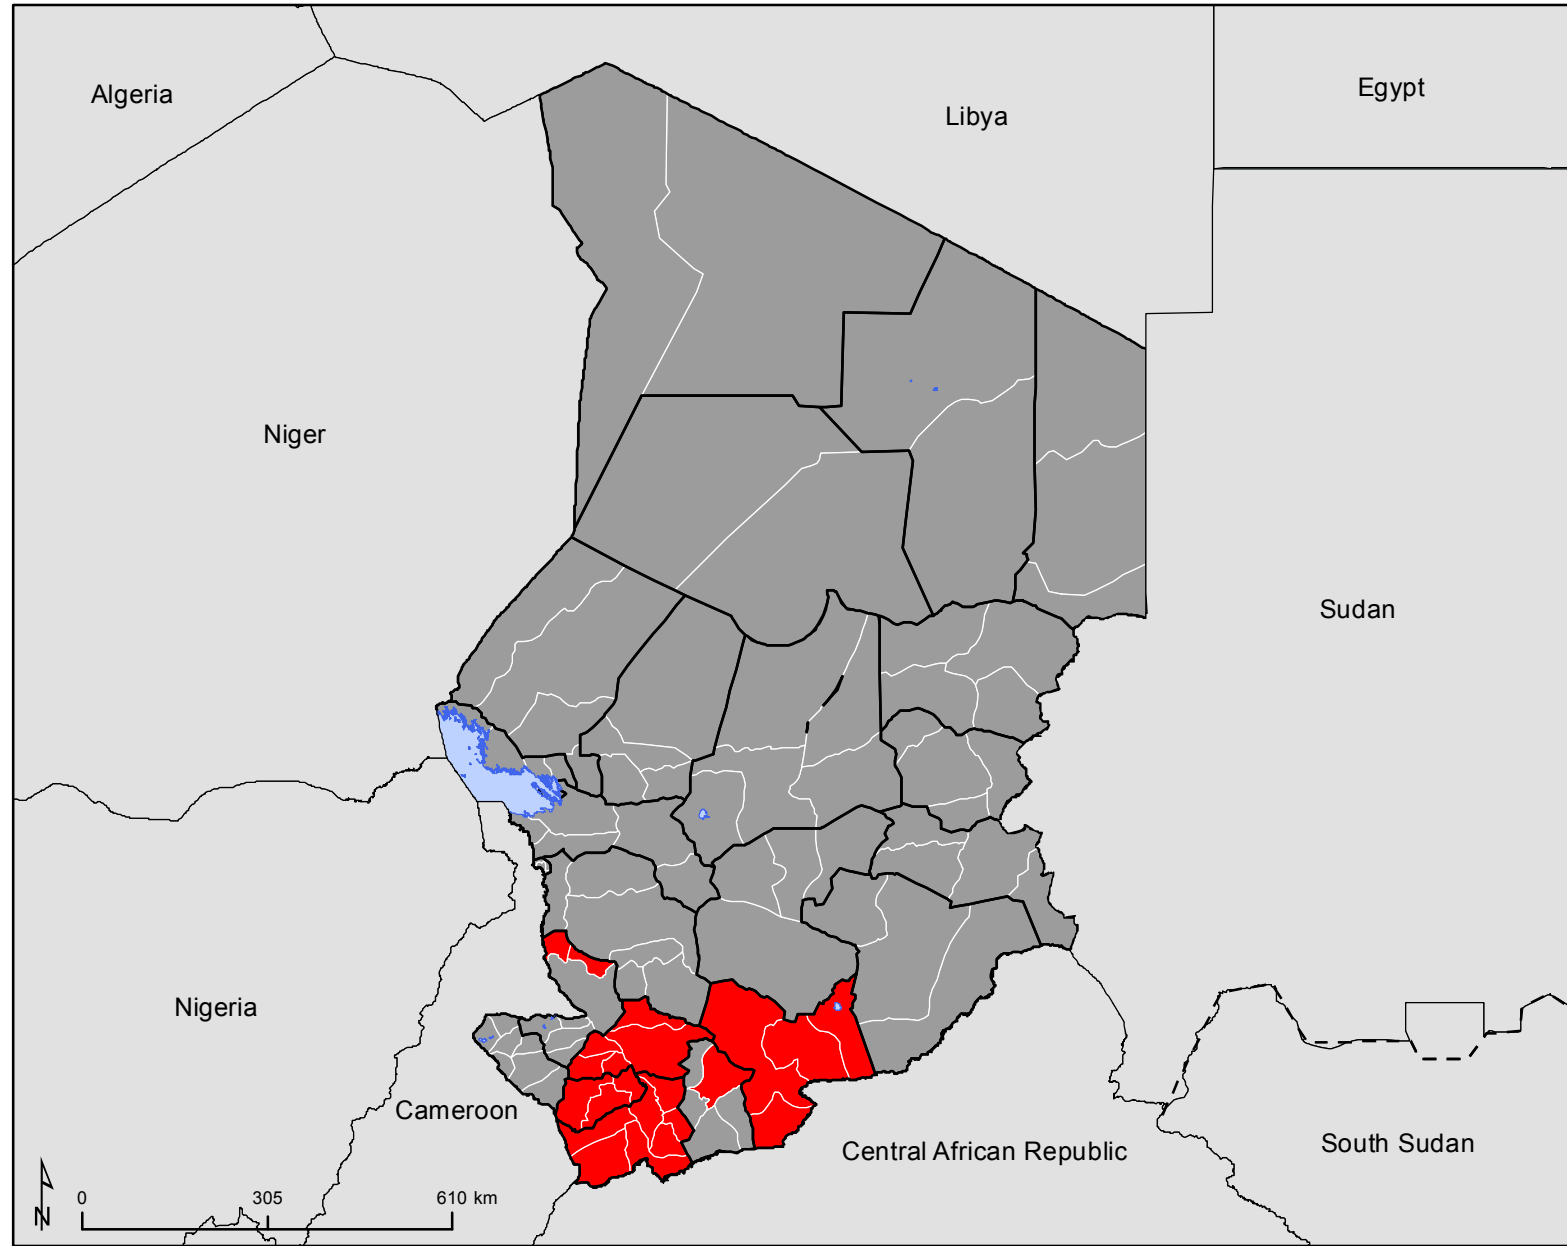 Egypt
Algeria
Libya
Niger
Sudan
Nigeria
Cameroon
Central African Republic
South Sudan
N
0 305 610 km